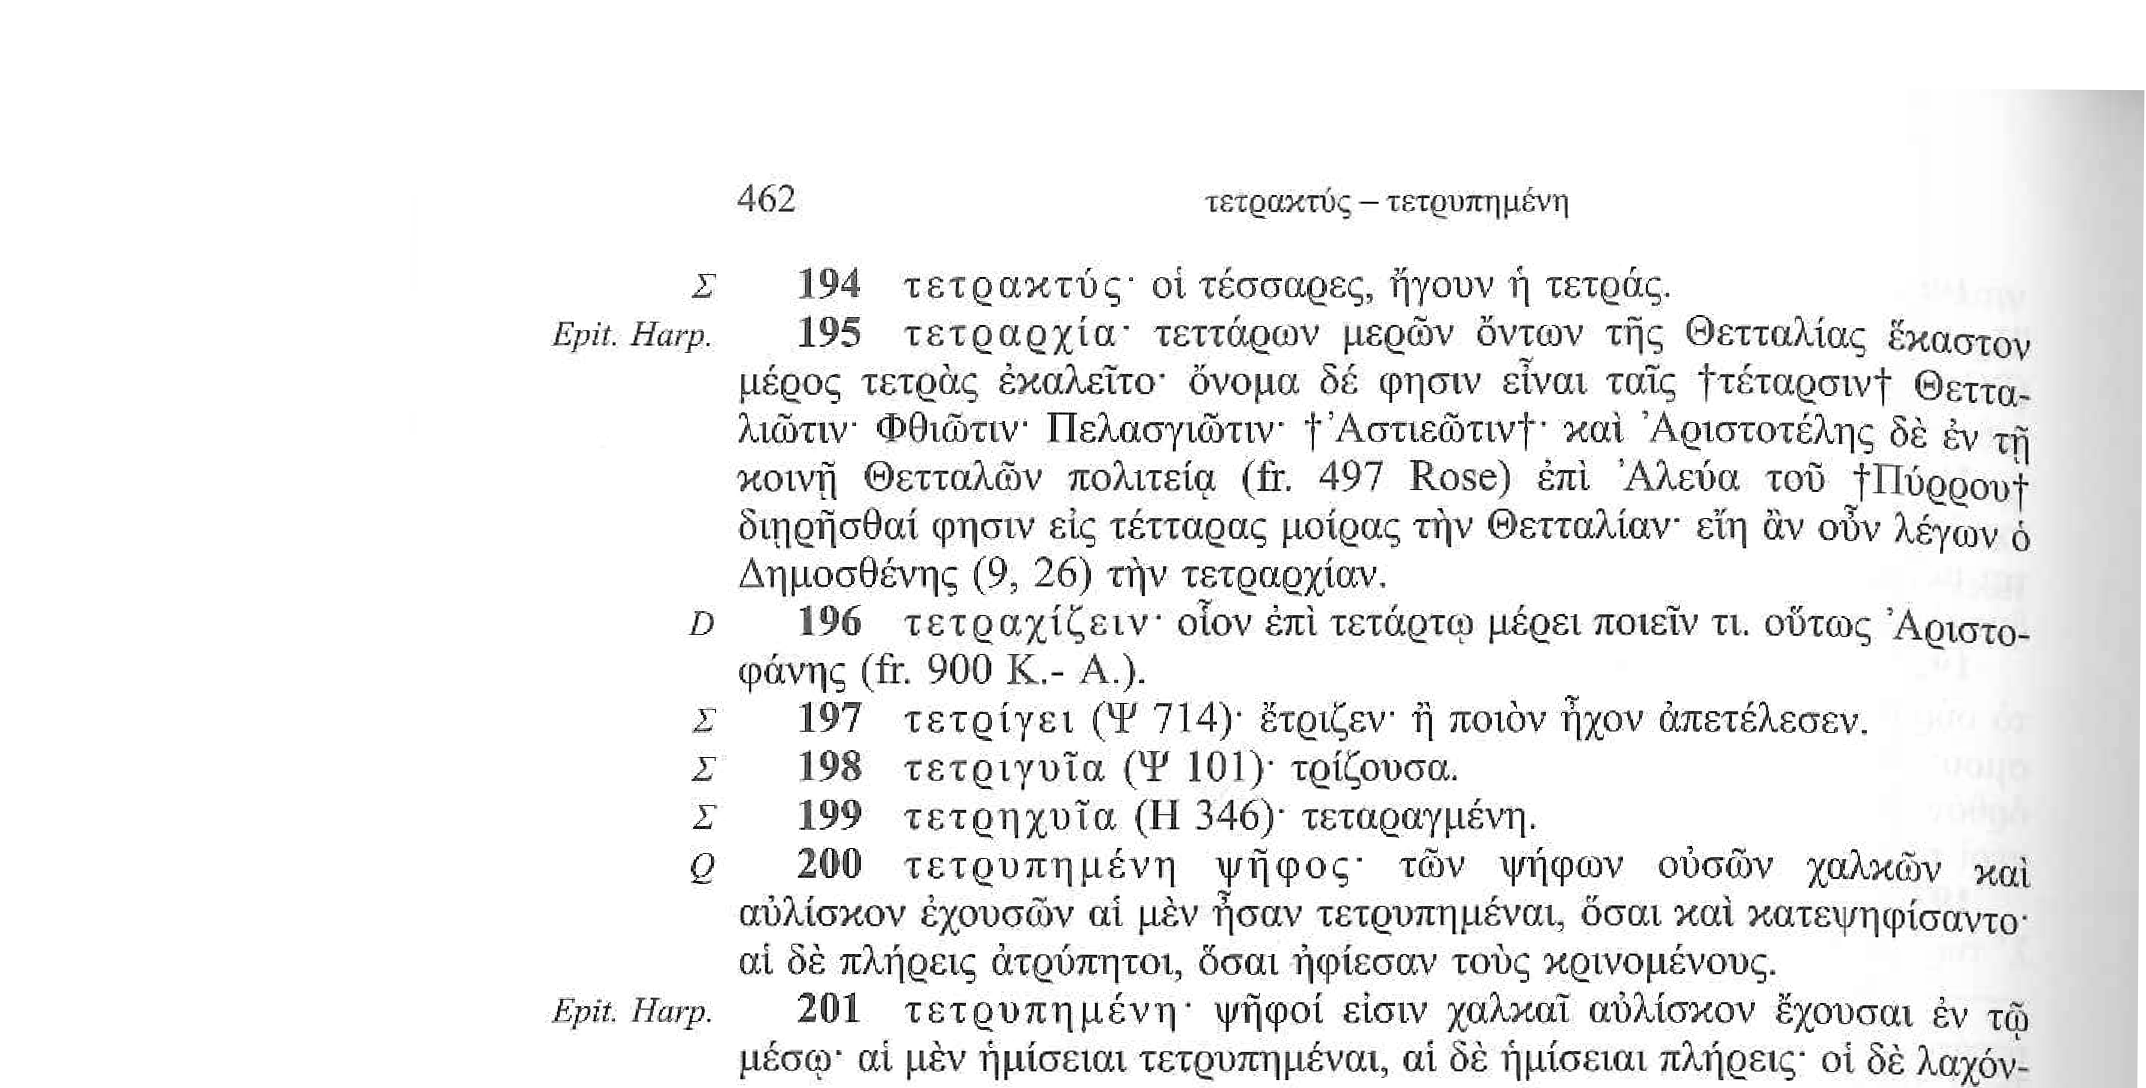 462 τετρακτύς – τετρυπημένη
Σ 194 τετρακτύς· οἱ τέσσαρες, ἤγουν ἡ τετράς.
Epit. Harp. 195 τετραρχία· τεττάρων μερῶν ὄντων τῆς Θετταλίας ἕκαστον
μέρος τετρὰς ἐκαλεῖτο· ὄνομα δέ φησιν εἶναι ταῖς †τέταρσιν† Θεττα-
λιῶτιν· Φθιῶτιν· Πελασγιῶτιν· †Ἀστιεῶτιν†· καὶ Ἀριστοτέλης δὲ ἐν τῇ
κοινῇ Θετταλῶν πολιτείᾳ (fr. 497 Rose) ἐπὶ Ἀλεύα τοῦ †Πύρρου†
διῃρῆσθαί φησιν εἰς τέτταρας μοίρας τὴν Θετταλίαν· εἴη ἂν οὖν λέγων ὁ
Δημοσθένης (9, 26) τὴν τετραρχίαν.
D 196 τετραχίζειν· οἷον ἐπὶ τετάρτῳ μέρει ποιεῖν τι. οὕτως Ἀριστο-
φάνης (fr. 900 K.- A.).
Σ 197 τετρίγει (Ψ 714)· ἔτριζεν· ἢ ποιὸν ἦχον ἀπετέλεσεν.
Σ 198 τετριγυῖα (Ψ 101)· τρίζουσα.
Σ 199 τετρηχυῖα (Η 346)· τεταραγμένη.
Q 200 τετρυπημένη ψῆφος· τῶν ψήφων οὐσῶν χαλκῶν καὶ
αὐλίσκον ἐχουσῶν αἱ μὲν ἦσαν τετρυπημέναι, ὅσαι καὶ κατεψηφίσαντο·
αἱ δὲ πλήρεις ἀτρύπητοι, ὅσαι ἠφίεσαν τοὺς κρινομένους.
Epit. Harp. 201 τετρυπημένη· ψῆφοί εἰσιν χαλκαῖ αὐλίσκον ἔχουσαι ἐν τῷ
μέσῳ· αἱ μὲν ἡμίσειαι τετρυπημέναι, αἱ δὲ ἡμίσειαι πλήρεις· οἱ δὲ λαχόν-